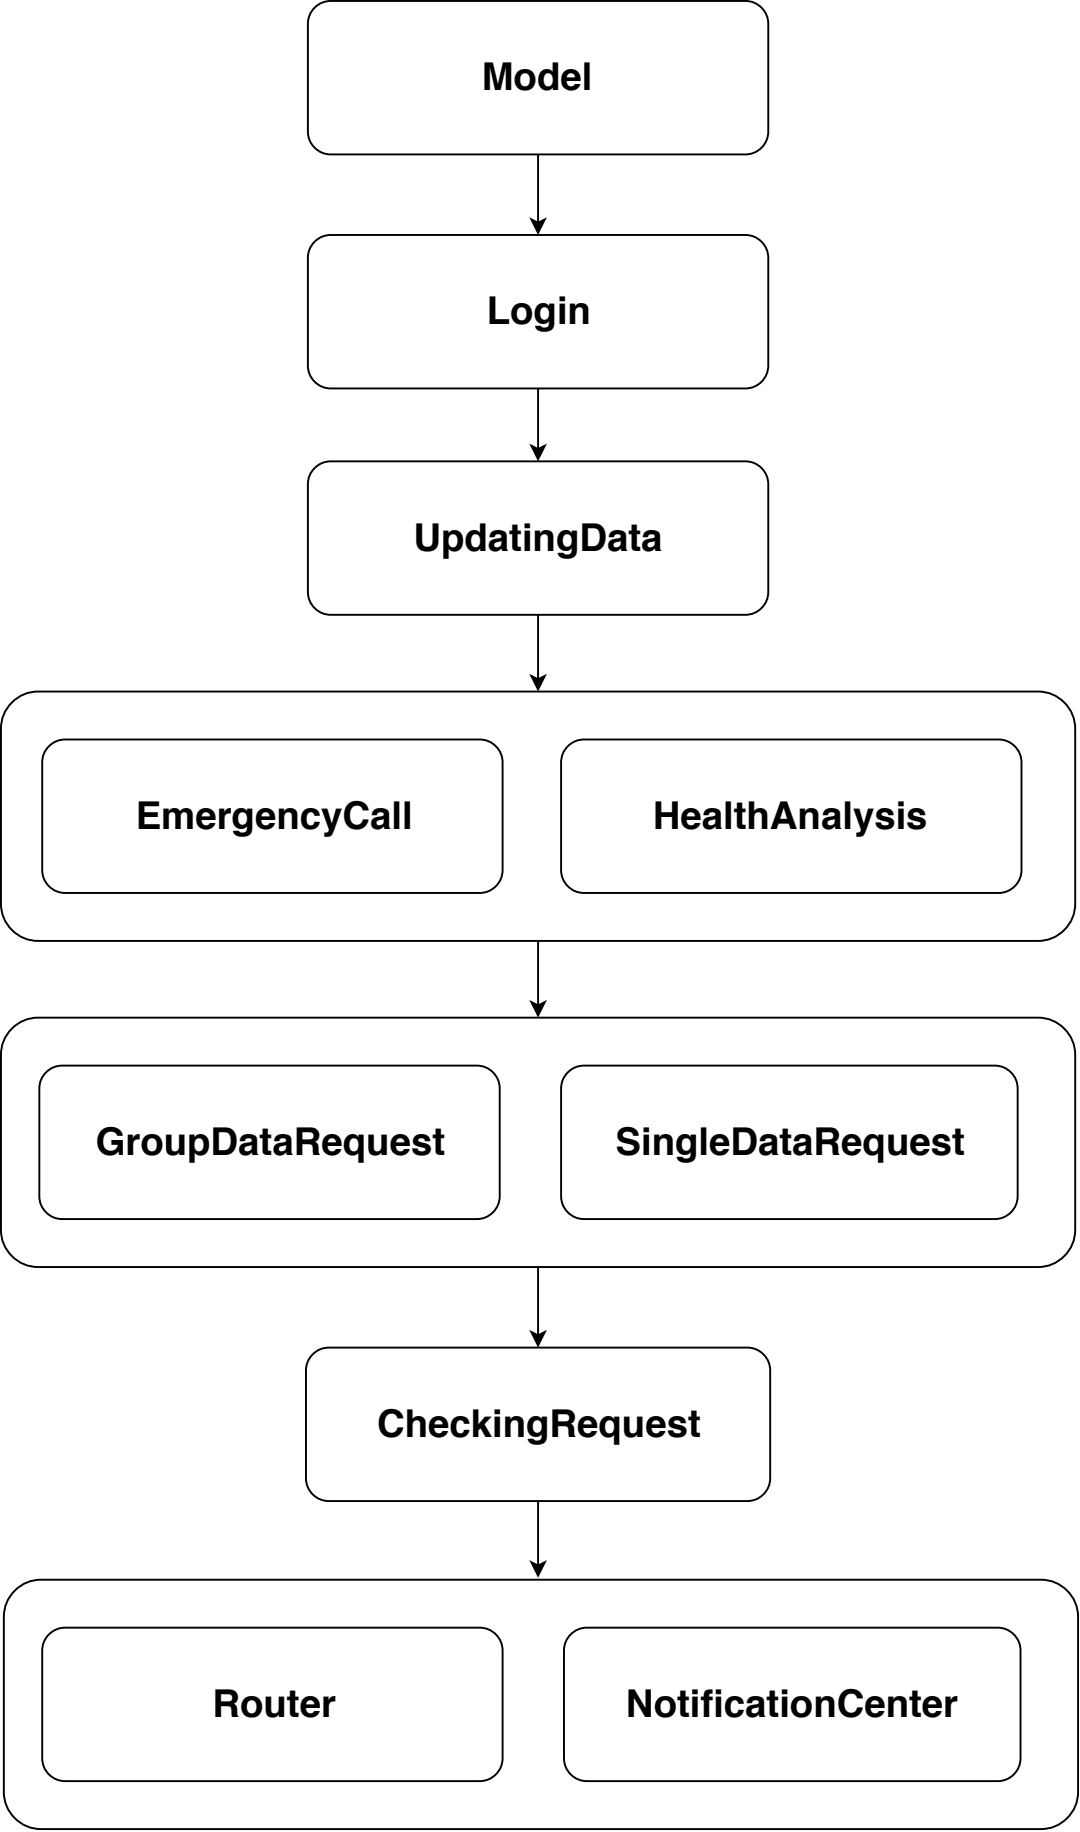 Model
Login
UpdatingData
EmergencyCall
HealthAnalysis
GroupDataRequest
SingleDataRequest
CheckingRequest
Router
NotificationCenter